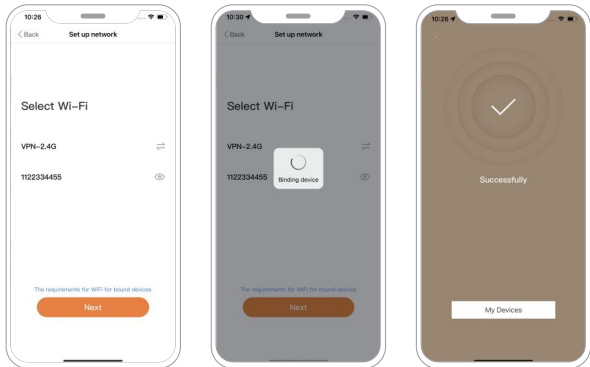 10:26
Back
Set up network
Select Wi-Fi
VPN-2.4G
1122334455
The requirements for WiFi for bound devices
Next
10:30
Back
Set up network
Select Wi-Fi
VPN-2.4G
1122334455
Binding device
The requirements for WiFi for bound devices
Next
10:26
Successfully
My Devices